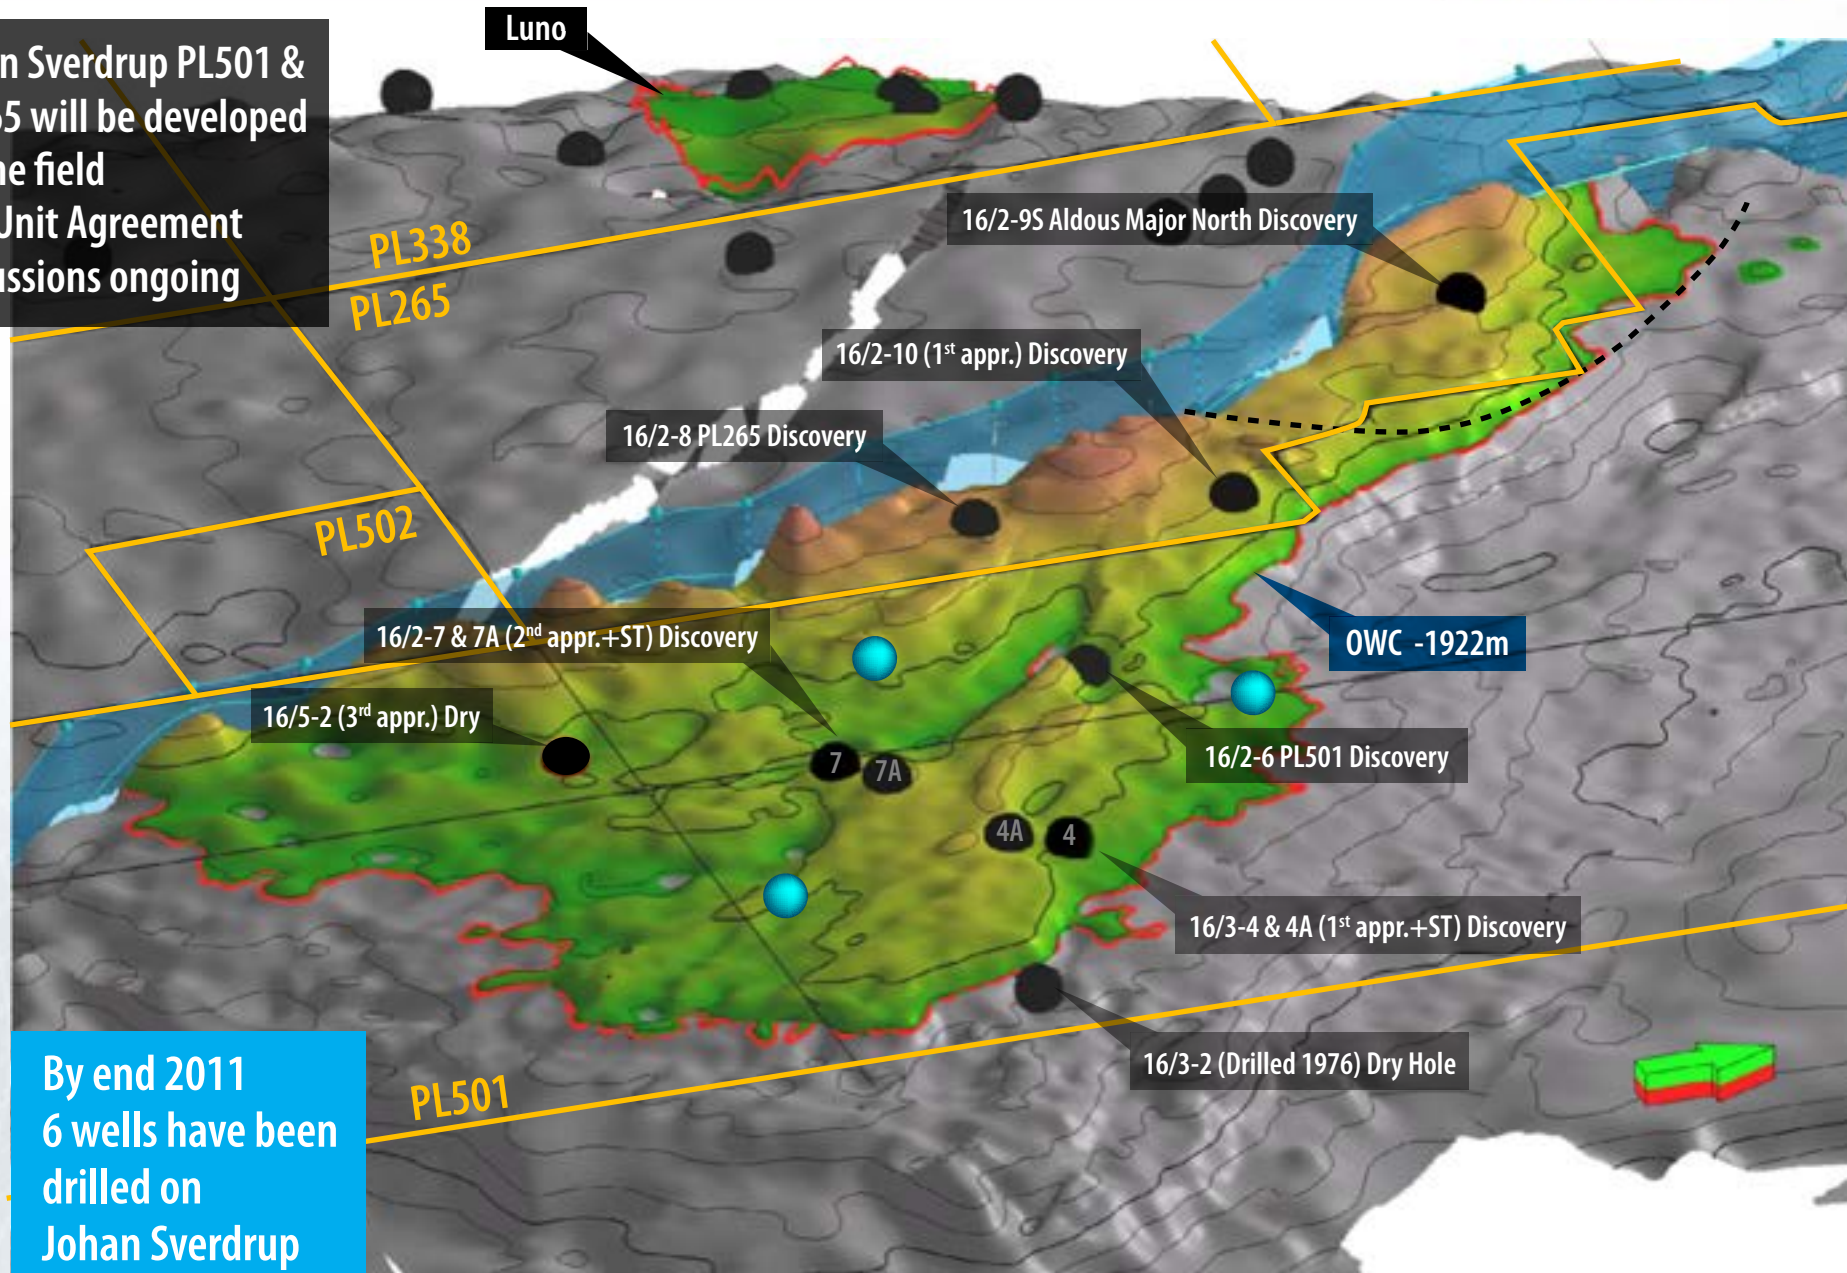 Luno
n Sverdrup PL501 &
5 will be developed
ne field
Unit Agreement
ussions ongoing
PL338
PL265
16/2-9S Aldous Major North Discovery
16/2-10 (1st appr.) Discovery
16/2-8 PL265 Discovery
PL502
16/2-7 & 7A (2nd appr.+ST) Discovery
OWC -1922m
16/5-2 (3rd appr.) Dry
16/2-6 PL501 Discovery
7
7A
4A
4
16/3-4 & 4A (1st appr.+ST) Discovery
16/3-2 (Drilled 1976) Dry Hole
PL501
By end 2011
6 wells have been
drilled on
Johan Sverdrup